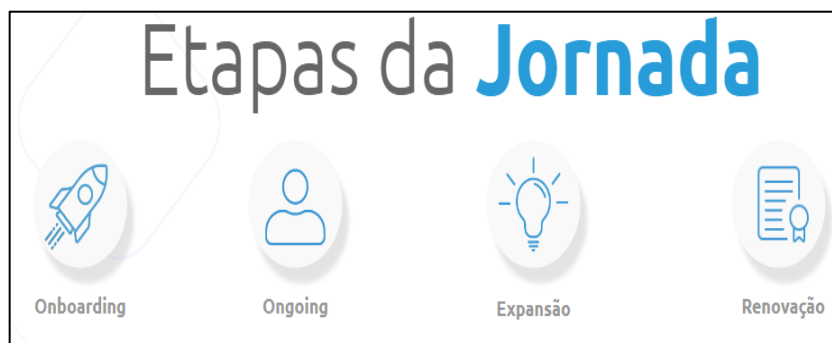 Etapas da Jornada
Onboarding
Ongoing
Expansão
Renovação